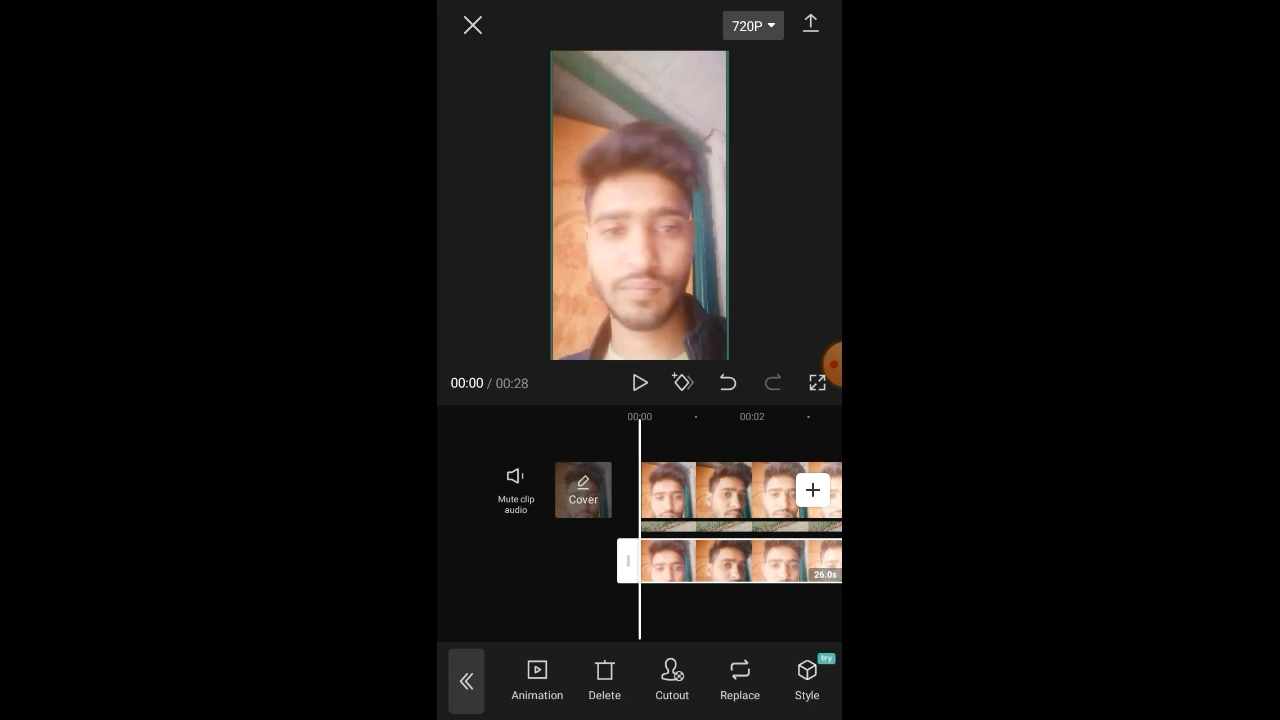 720P
00:00 / 00:28
00:00
00:02
Mute clip
audio
Cover
26.0s
try
Animation
Delete
Cutout
Replace
Style